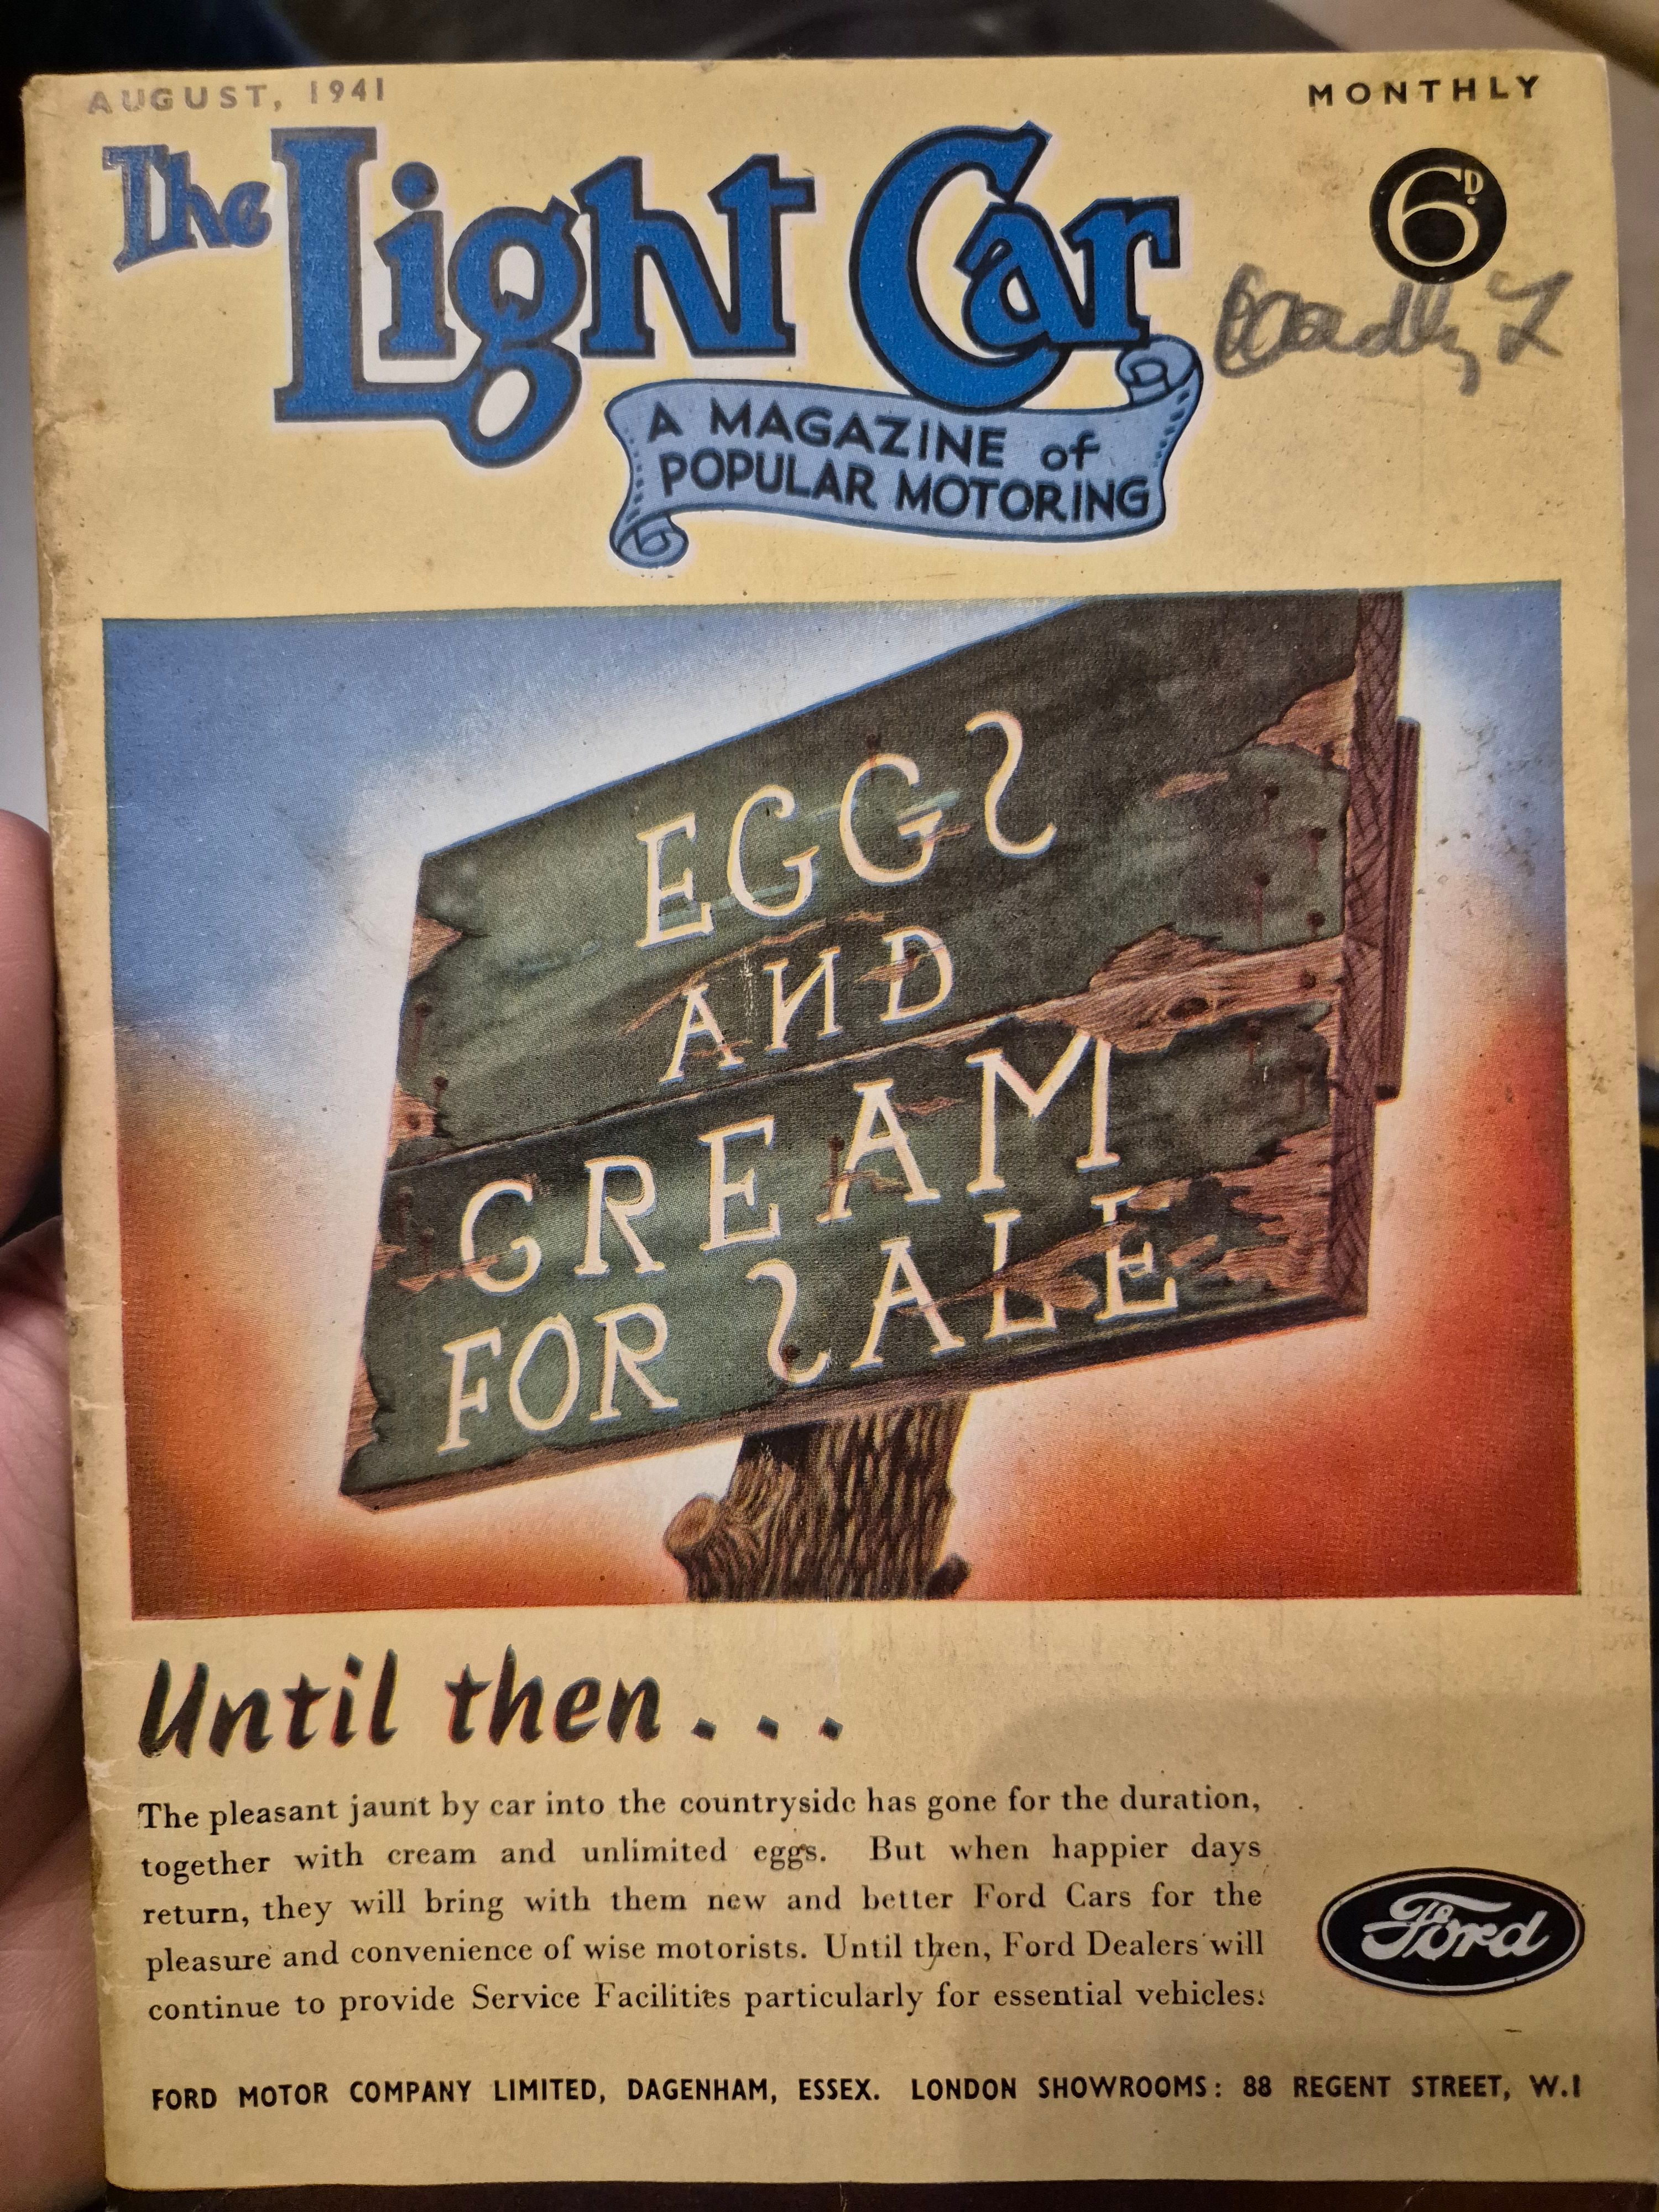 AUGUST, 1941
MONTHLY
The Light Car
6D.
A MAGAZINE of
POPULAR MOTORING
EGGS
AND
CREAM
FOR SALE
Until then...
The pleasant jaunt by car into the countryside has gone for the duration,
together with cream and unlimited eggs. But when happier days
return, they will bring with them new and better Ford Cars for the
pleasure and convenience of wise motorists. Until then, Ford Dealers will
continue to provide Service Facilities particularly for essential vehicles.
Ford
FORD MOTOR COMPANY LIMITED, DAGENHAM, ESSEX. LONDON SHOWROOMS: 88 REGENT STREET, W.1